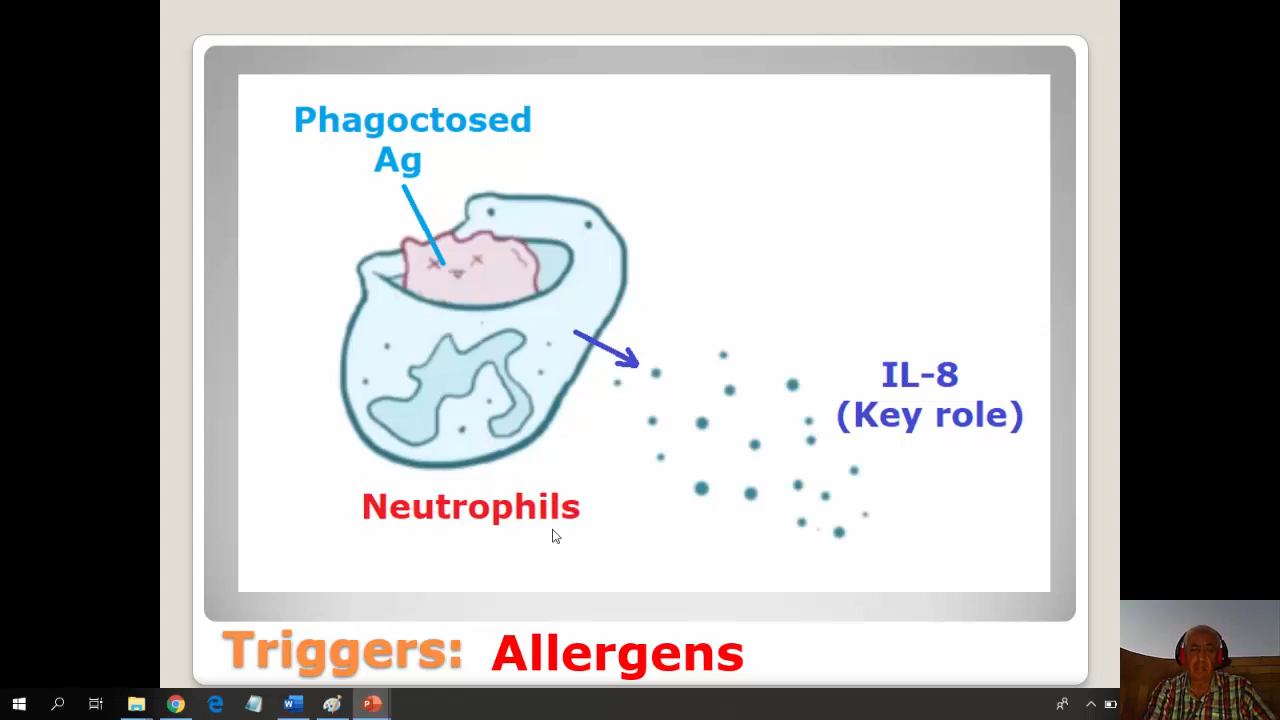 Phagoctosed
Ag
IL-8
(Key role)
Neutrophils
Triggers: Allergens